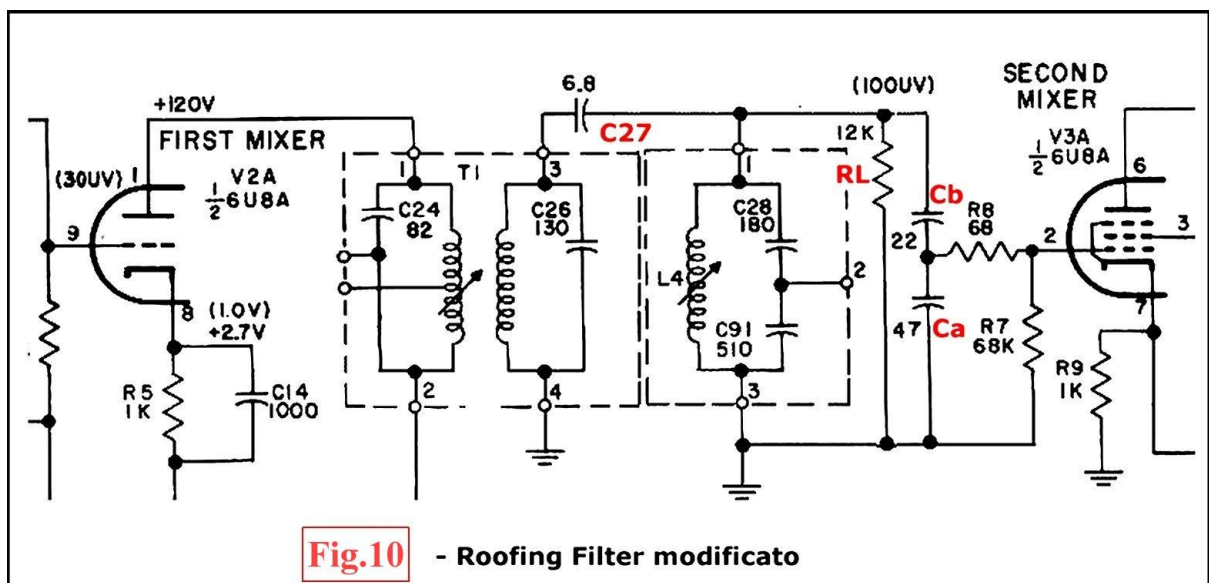 6.8
(100UV)
SECOND
MIXER
+120V
FIRST MIXER
C27
12K
V3A
1/2 6U8A
(30UV)
1
V2A
1/2 6U8A
1
T1
3
1
RL
Cb
6
C24
82
C26
130
C28
180
R8
68
9
22
2
3
L4
2
8
(1.0V)
+2.7V
C91
510
47
Ca
R7
68K
7
R5
1K
C14
1000
2
4
3
R9
1K
Fig.10 - Roofing Filter modificato